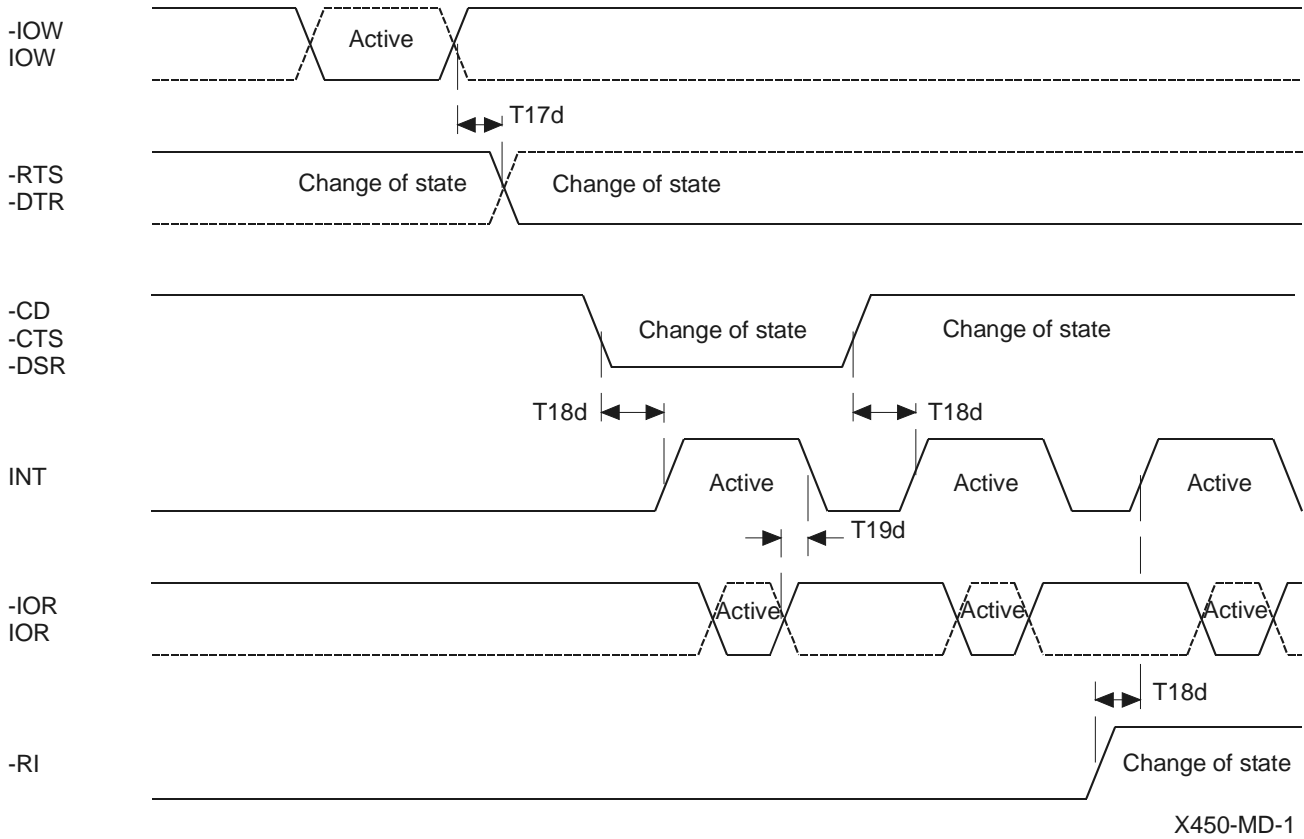 -IOW
IOW
Active
T17d
-RTS
-DTR
Change of state
Change of state
-CD
-CTS
-DSR
Change of state
Change of state
T18d
T18d
INT
Active
Active
Active
T19d
-IOR
IOR
Active
Active
Active
T18d
-RI
Change of state
X450-MD-1